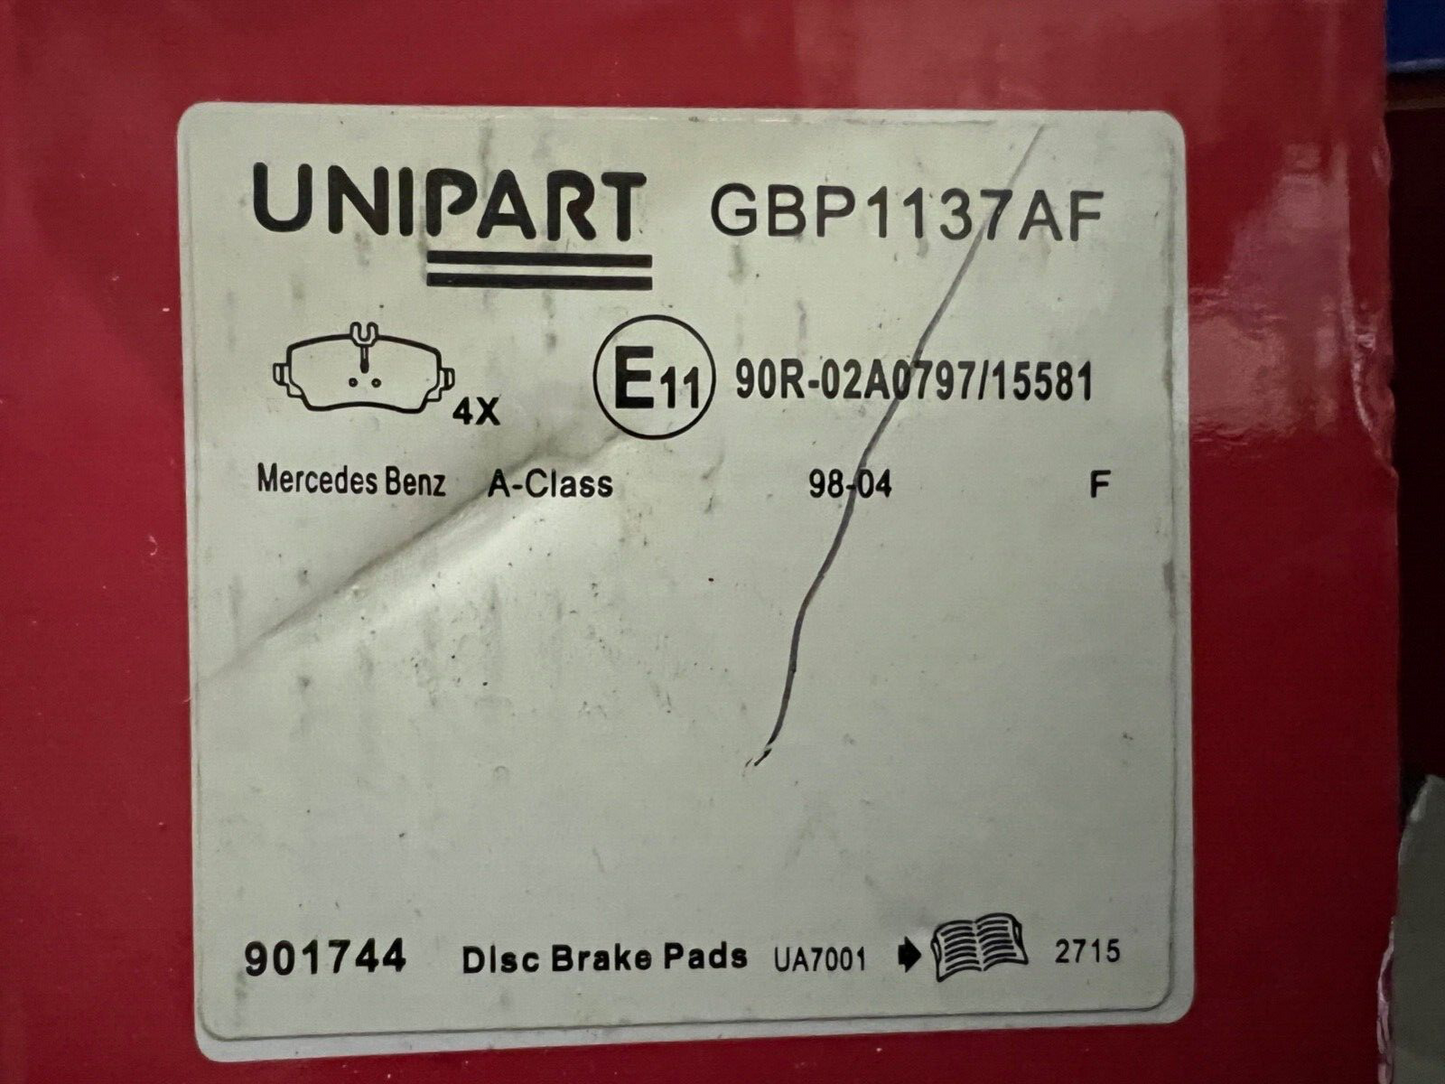 UNIPART GBP1137AF
4X E11 90R-02A0797/15581
Mercedes Benz A-Class 98-04 F
901744 Disc Brake Pads UA7001 2715